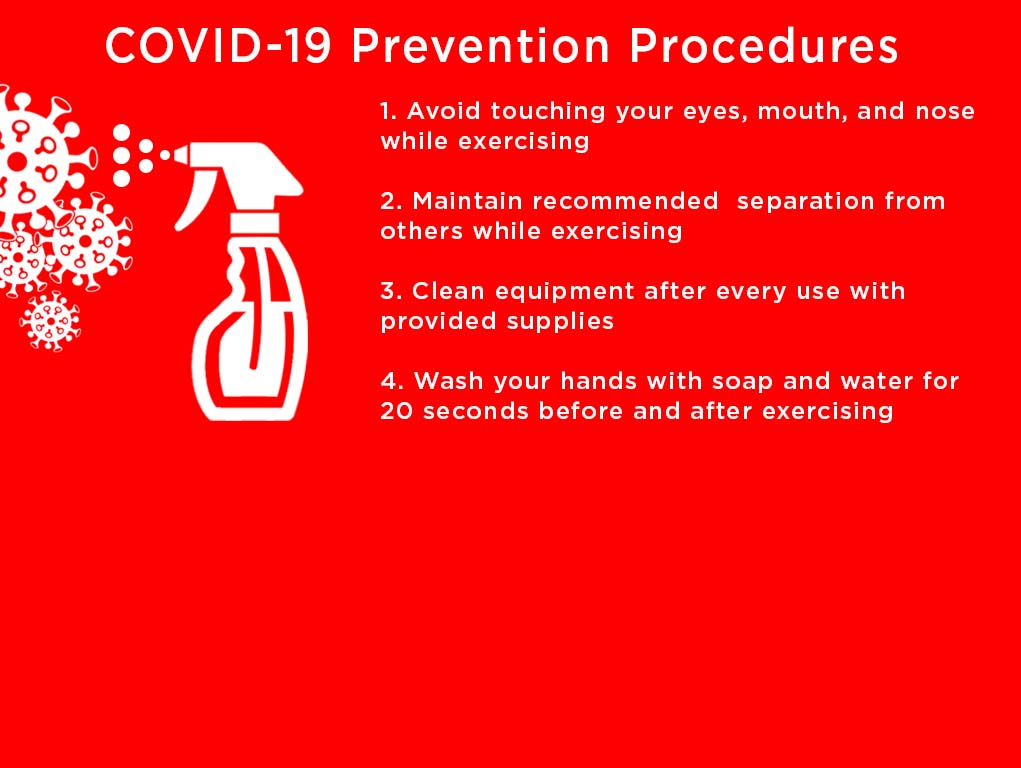 COVID-19 Prevention Procedures
1. Avoid touching your eyes, mouth, and nose
while exercising
2. Maintain recommended  separation from
others while exercising
3. Clean equipment after every use with
provided supplies
4. Wash your hands with soap and water for
20 seconds before and after exercising